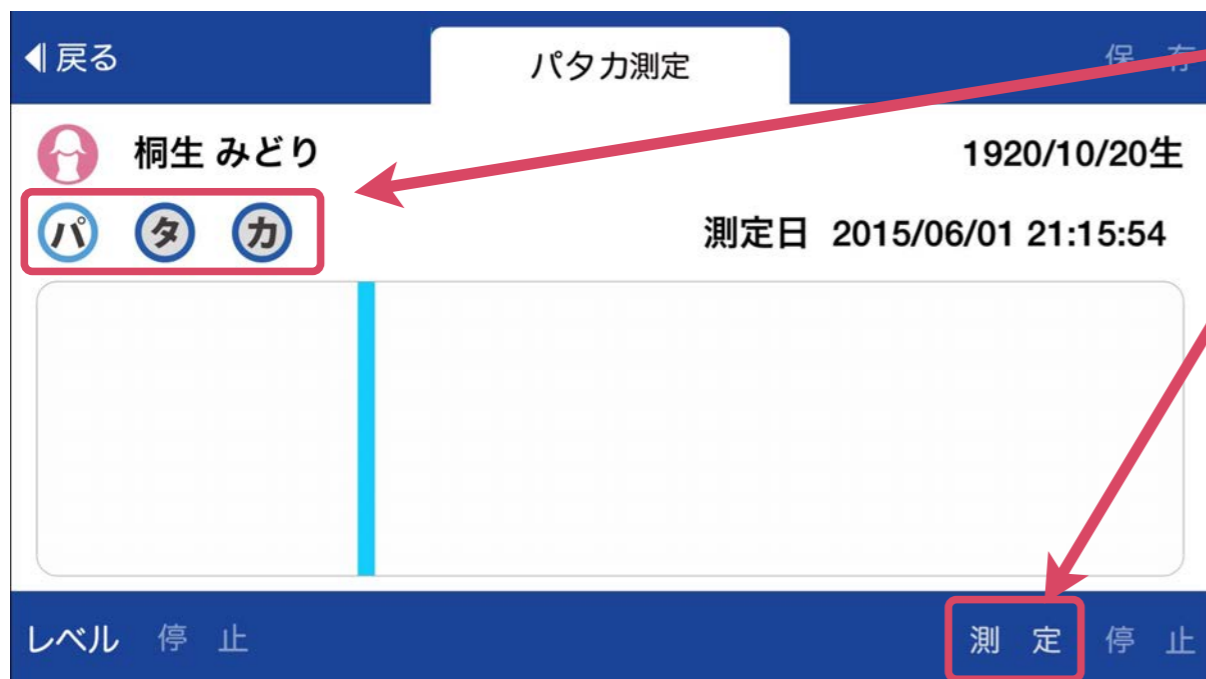 戻る パタカ測定 保 存
桐生 みどり 1920/10/20生
パ タ カ 測定日 2015/06/01 21:15:54
レベル 停 止 測 定 停 止